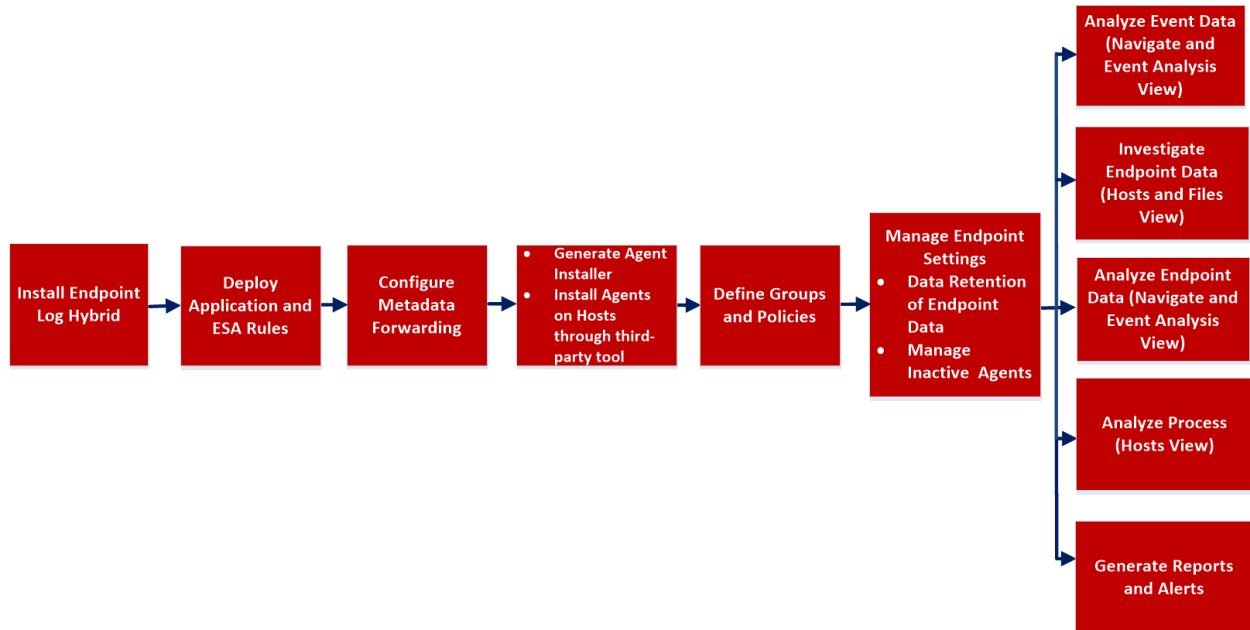 Install Endpoint
Log Hybrid
Deploy
Application and
ESA Rules
Configure
Metadata
Forwarding
• Generate Agent
Installer
• Install Agents
on Hosts
through third-
party tool
Define Groups
and Policies
Manage Endpoint
Settings
• Data Retention
of Endpoint
Data
• Manage
Inactive Agents
Analyze Event Data
(Navigate and
Event Analysis
View)
Investigate
Endpoint Data
(Hosts and Files
View)
Analyze Endpoint
Data (Navigate and
Event Analysis
View)
Analyze Process
(Hosts View)
Generate Reports
and Alerts